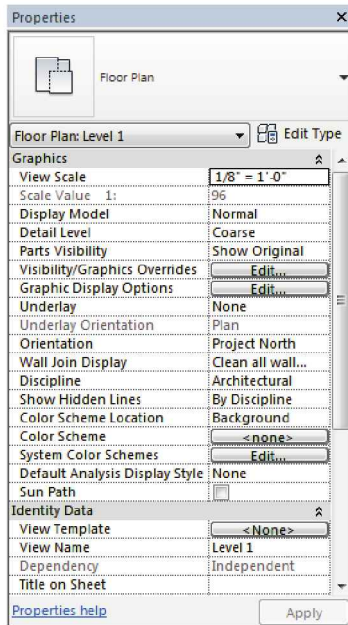 Properties
Floor Plan
Floor Plan: Level 1 Edit Type
Graphics
View Scale 1/8" = 1'-0"
Scale Value 1: 96
Display Model Normal
Detail Level Coarse
Parts Visibility Show Original
Visibility/Graphics Overrides Edit...
Graphic Display Options Edit...
Underlay None
Underlay Orientation Plan
Orientation Project North
Wall Join Display Clean all wall...
Discipline Architectural
Show Hidden Lines By Discipline
Color Scheme Location Background
Color Scheme <none>
System Color Schemes Edit...
Default Analysis Display Style None
Sun Path
Identity Data
View Template <None>
View Name Level 1
Dependency Independent
Title on Sheet
Properties help Apply